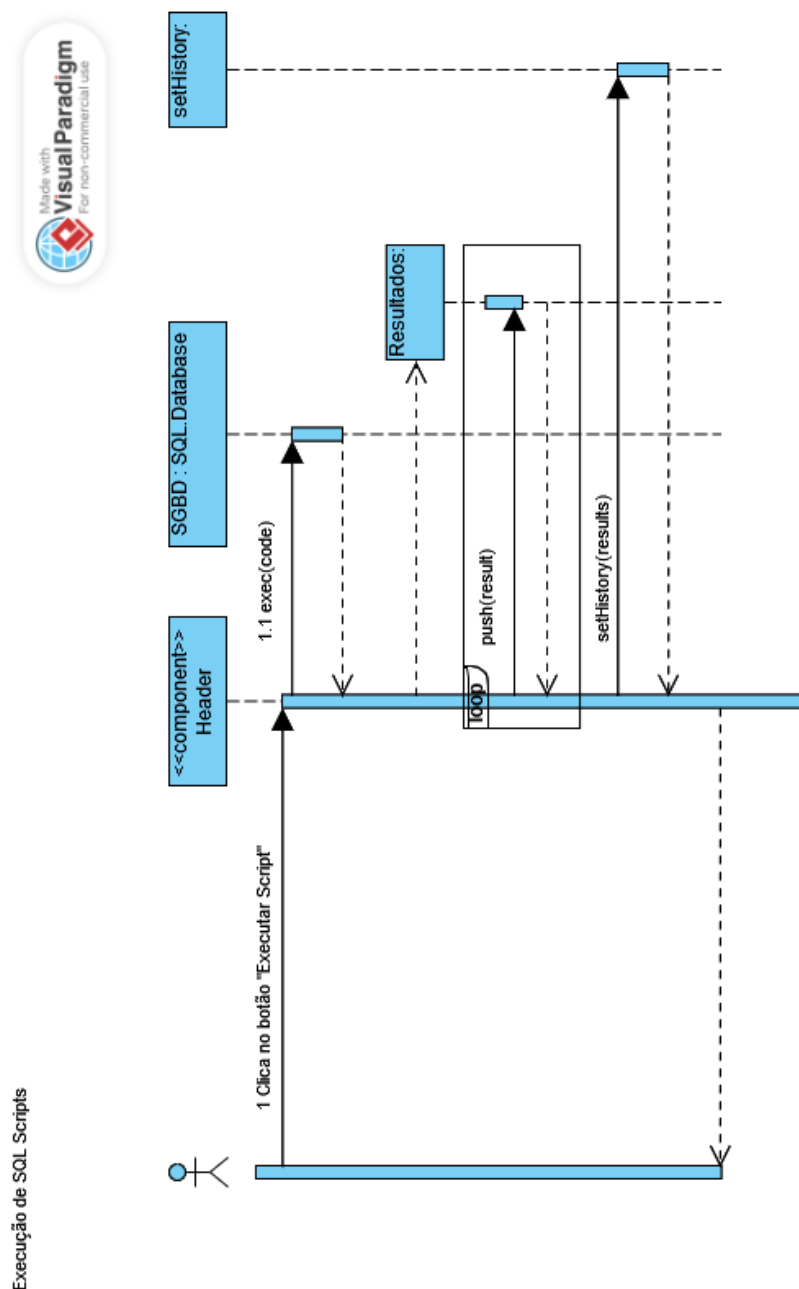 Execução de SQL Scripts
Made with
Visual Paradigm
For non-commercial use
<<component>>
Header
SGBD : SQL.Database
setHistory:
Resultados:
1 Clica no botão "Executar Script"
1.1 exec(code)
loop
push(result)
setHistory(results)